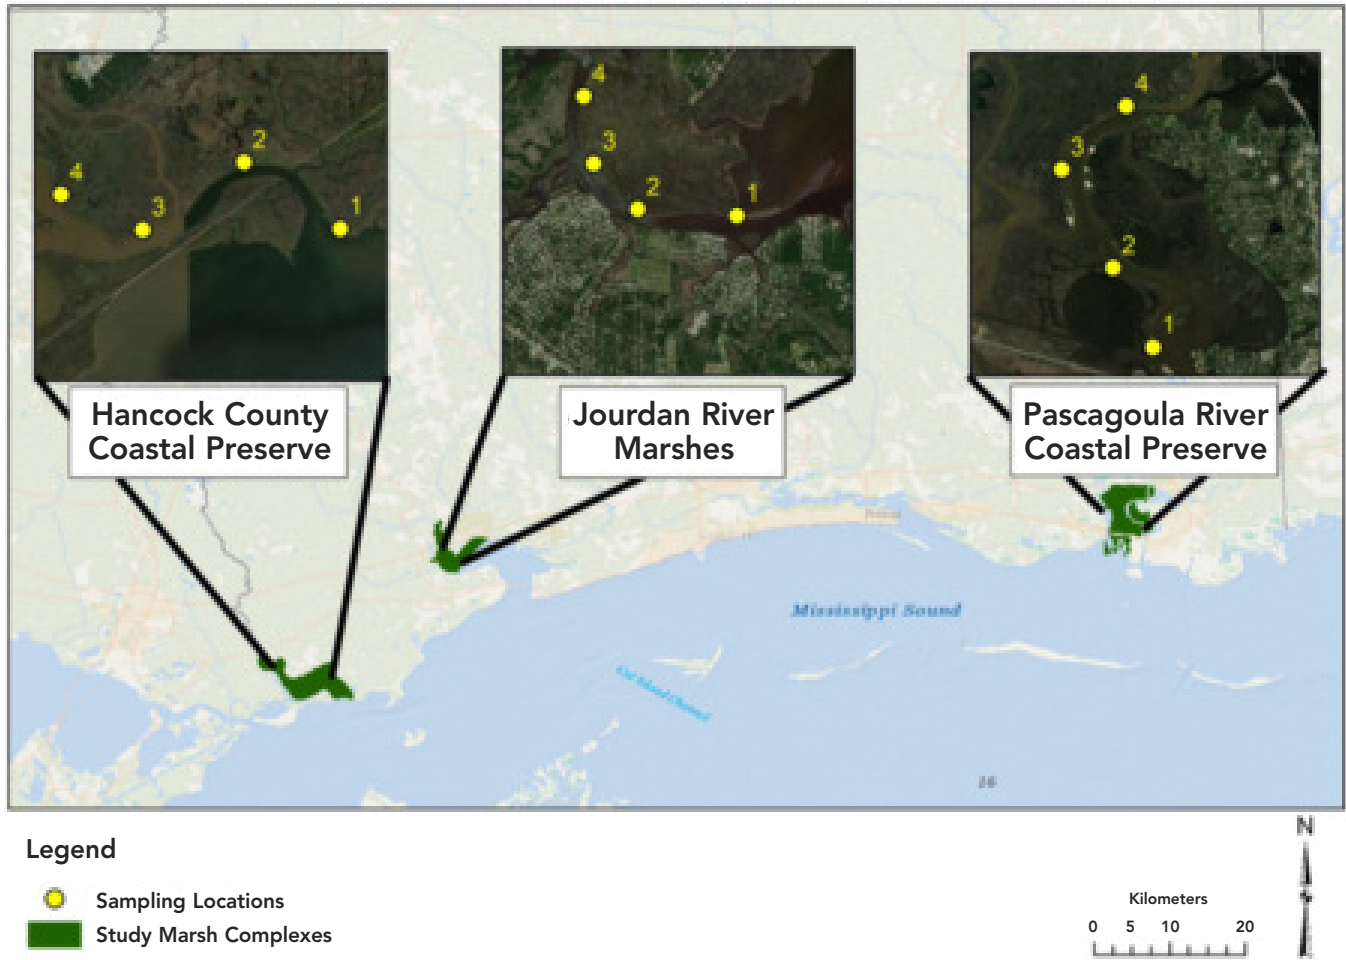 4
3
2
1
4
3
2
1
4
3
2
1
Hancock County
Coastal Preserve
Jourdan River
Marshes
Pascagoula River
Coastal Preserve
Mississippi Sound
16
Legend
Sampling Locations
Study Marsh Complexes
N
Kilometers
0 5 10 20